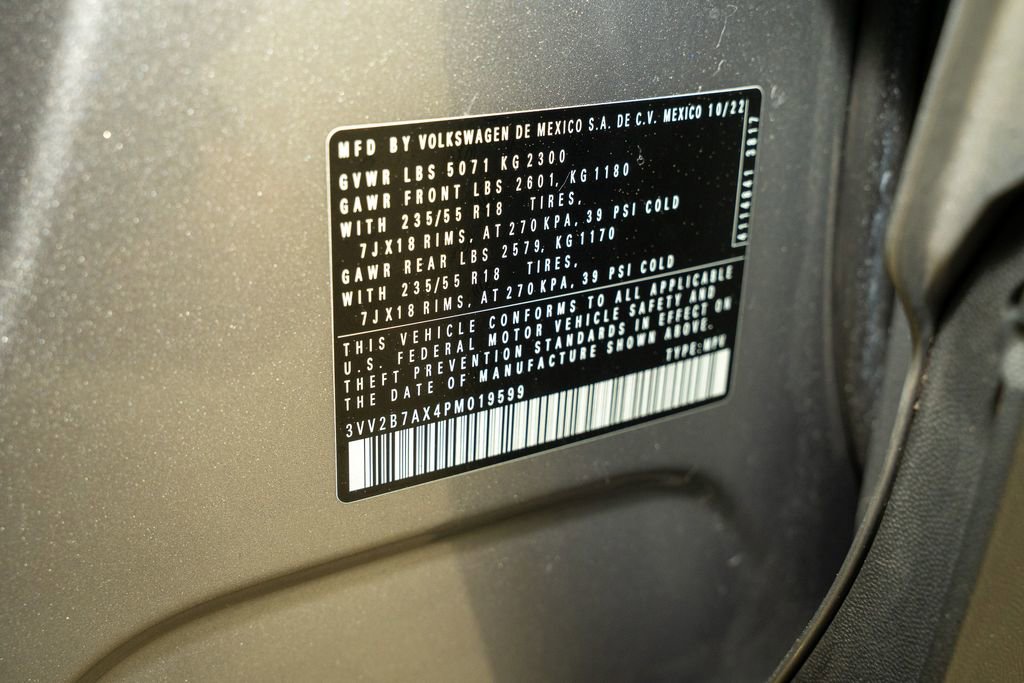 MFD BY VOLKSWAGEN DE MEXICO S.A. DE C.V. MEXICO 10/22
GVWR LBS 5071 KG 2300
GAWR FRONT LBS 2601, KG 1180
WITH 235/55 R18 TIRES,
7JX18 RIMS, AT 270 KPA, 39 PSI COLD
GAWR REAR LBS 2579, KG 1170
WITH 235/55 R18 TIRES,
7JX18 RIMS, AT 270 KPA, 39 PSI COLD
THIS VEHICLE CONFORMS TO ALL APPLICABLE
U.S. FEDERAL MOTOR VEHICLE SAFETY AND
THEFT PREVENTION STANDARDS IN EFFECT ON
THE DATE OF MANUFACTURE SHOWN ABOVE.
TYPE: MPV
3VV2B7AX4PM019599